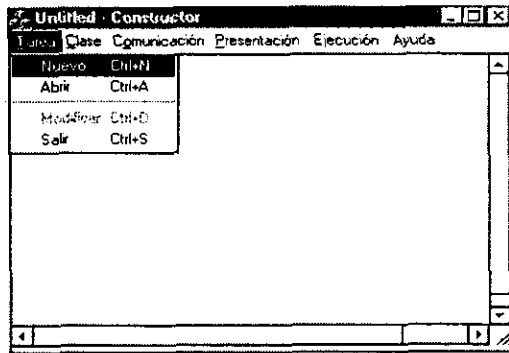 Untitled - Constructor
Tarea Clase Comunicación Presentación Ejecución Ayuda
Nuevo Ctrl+N
Abrir Ctrl+A
Modificar Ctrl+D
Salir Ctrl+S